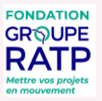 FONDATION
GROUPE
RATP
Mettre vos projets
en mouvement